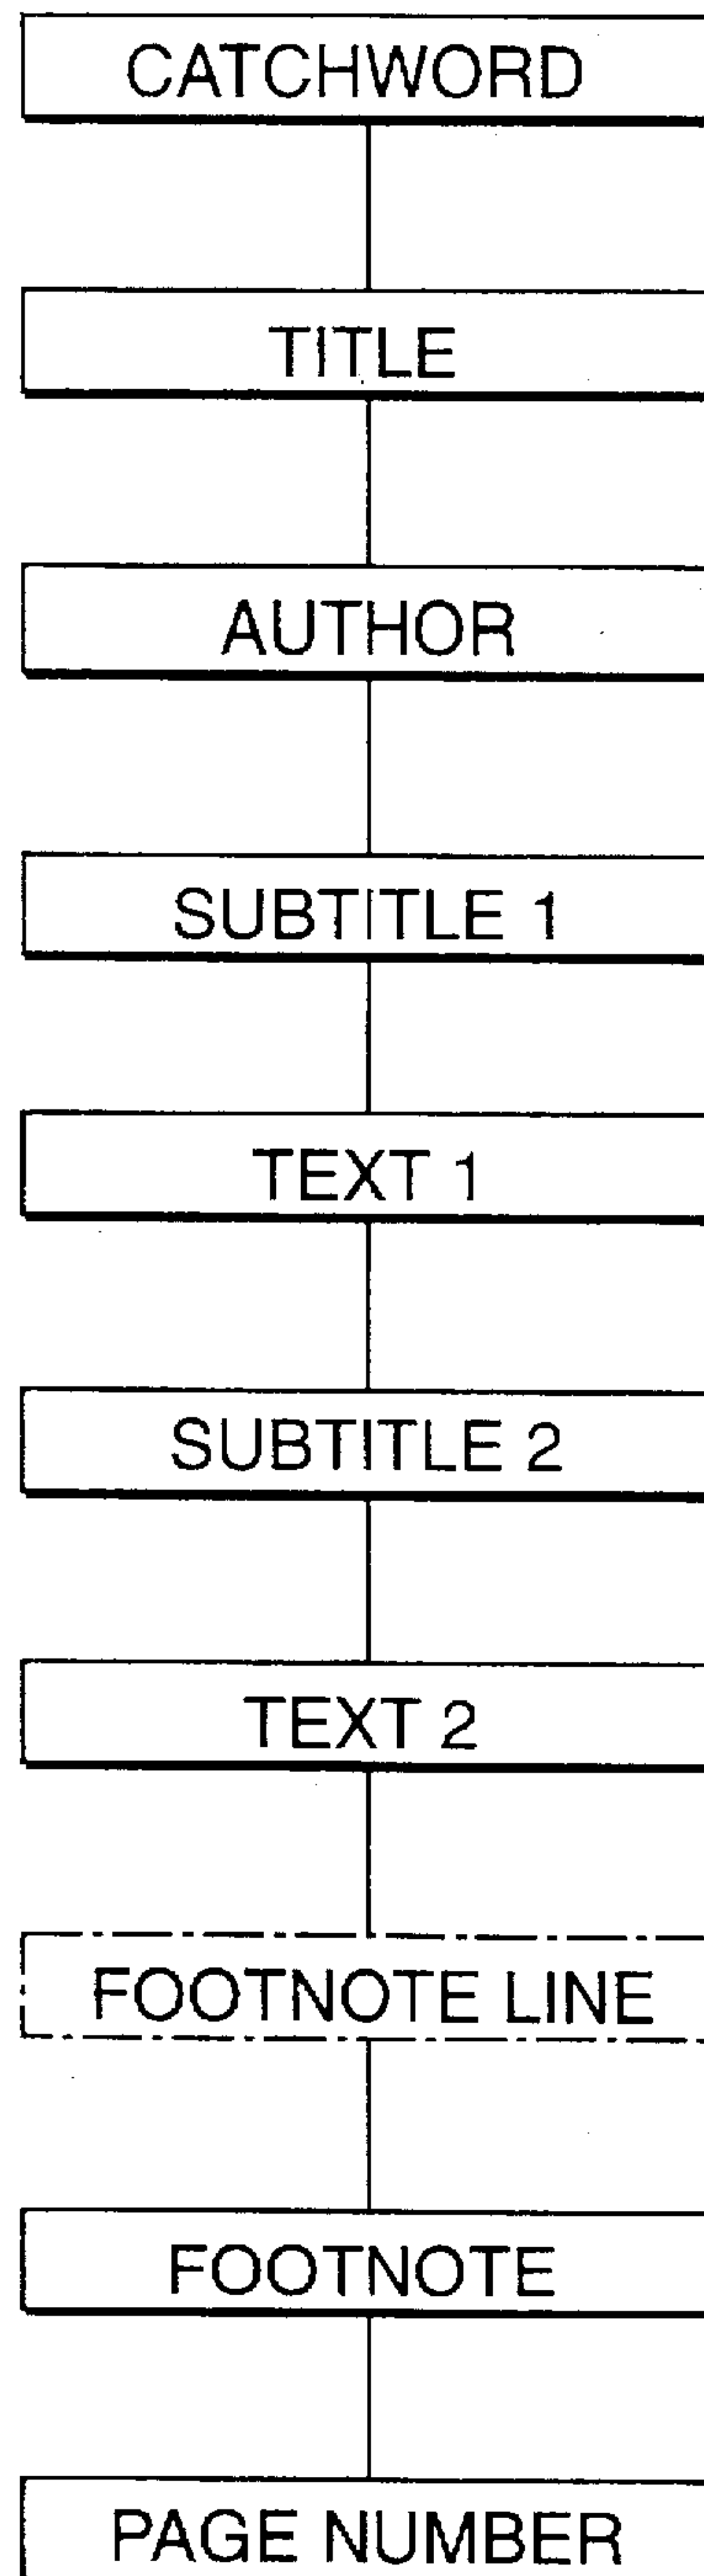 CATCHWORD
TITLE
AUTHOR
SUBTITLE 1
TEXT 1
SUBTITLE 2
TEXT 2
FOOTNOTE LINE
FOOTNOTE
PAGE NUMBER